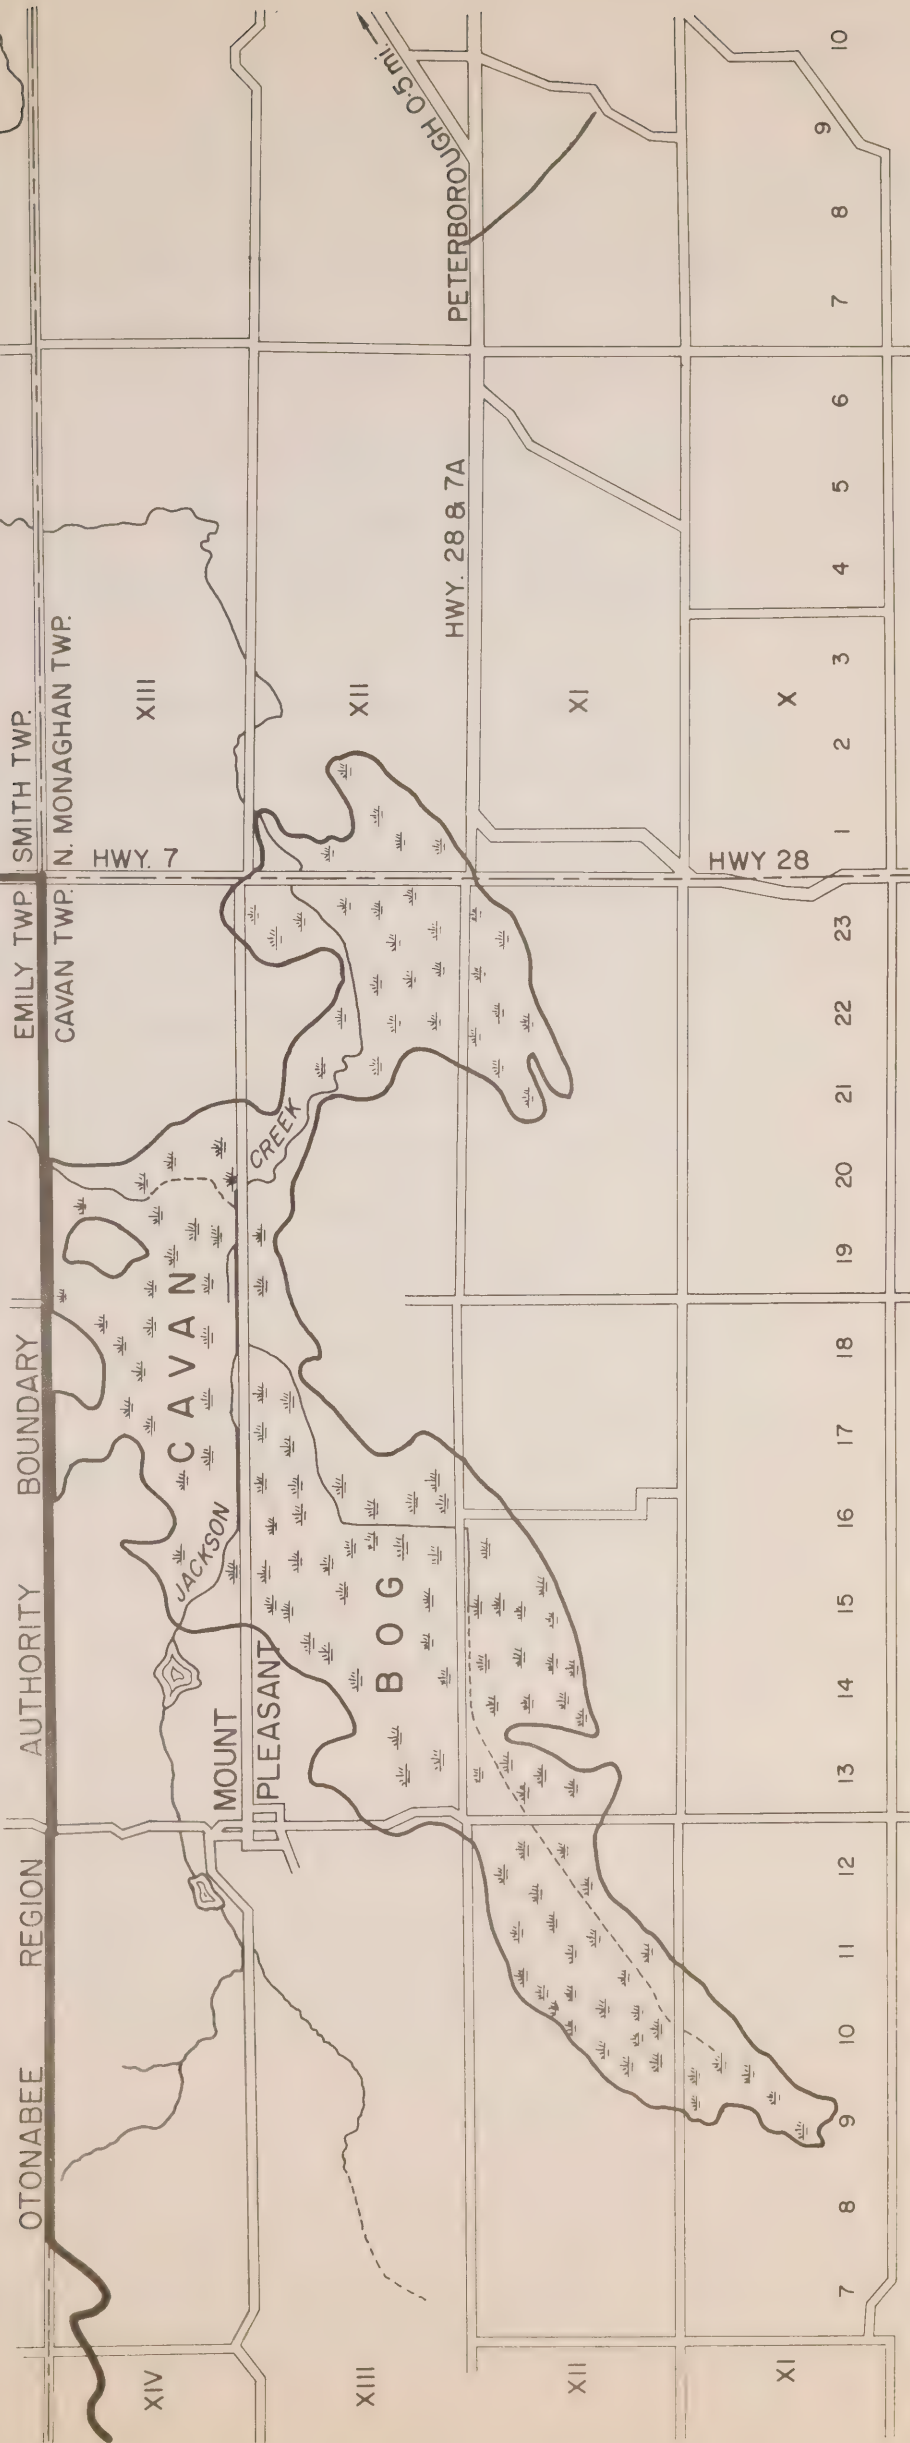 OTONABEE REGION AUTHORITY BOUNDARY
EMILY TWP. SMITH TWP.
CAVAN TWP. N. MONAGHAN TWP.
HWY. 7
XIV
XIII
JACKSON
CREEK
CAVAN
BOG
MOUNT
PLEASANT
XIII
XII
PETERBOROUGH 0·5 mi.
HWY. 28 & 7A
XII
XI
HWY 28
XI
X
7 8 9 10 11 12 13 14 15 16 17 18 19 20 21 22 23 1 2 3 4 5 6 7 8 9 10